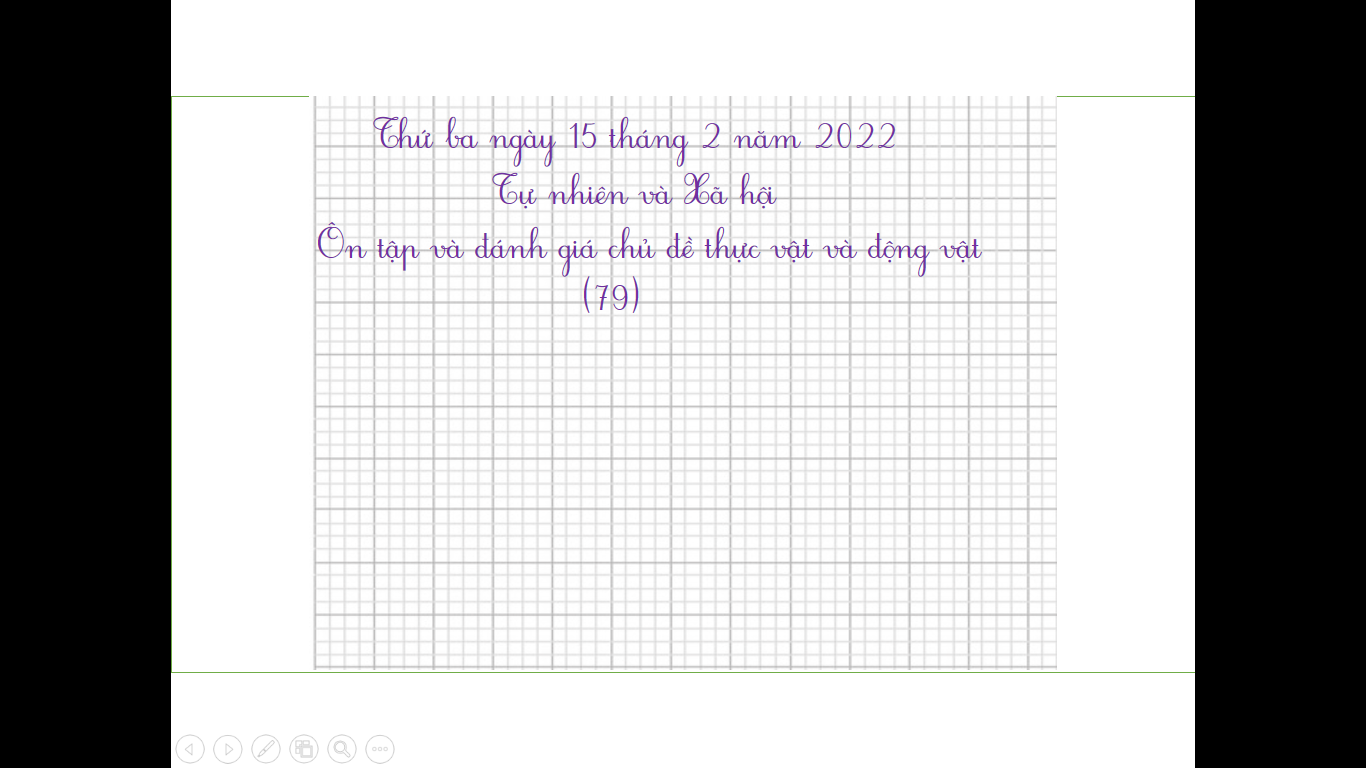 Thứ ba ngày 15 tháng 2 năm 2022
Tự nhiên và Xã hội
Ôn tập và đánh giá chủ đề thực vật và động vật
(79)